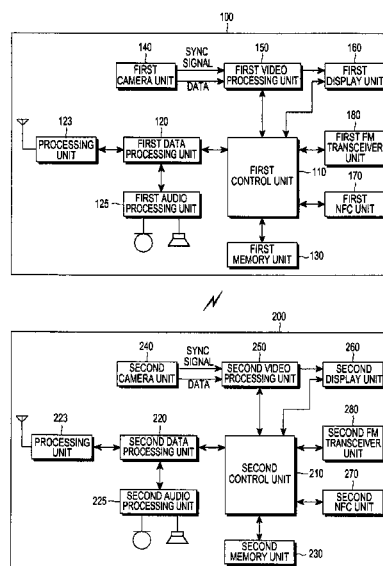 100
140
150
160
SYNC
SIGNAL
FIRST
CAMERA UNIT
DATA
FIRST VIDEO
PROCESSING UNIT
FIRST
DISPLAY UNIT
123
120
180
PROCESSING
UNIT
FIRST DATA
PROCESSING UNIT
FIRST
CONTROL
UNIT
110
FIRST FM
TRANSCEIVER
UNIT
170
125
FIRST AUDIO
PROCESSING UNIT
FIRST
NFC UNIT
FIRST
MEMORY UNIT
130
200
240
250
260
SYNC
SIGNAL
SECOND
CAMERA UNIT
DATA
SECOND VIDEO
PROCESSING UNIT
SECOND
DISPLAY UNIT
223
220
280
PROCESSING
UNIT
SECOND DATA
PROCESSING UNIT
SECOND
CONTROL
UNIT
210
SECOND FM
TRANSCEIVER
UNIT
270
225
SECOND AUDIO
PROCESSING UNIT
SECOND
NFC UNIT
SECOND
MEMORY UNIT
230